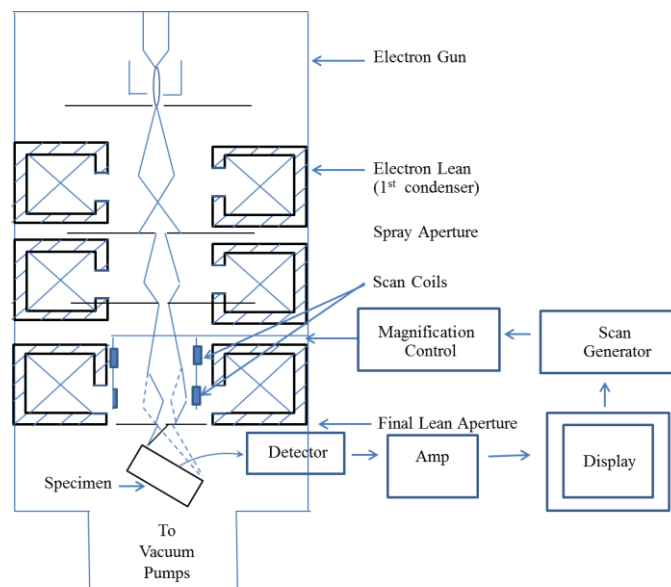 Electron Gun
Electron Lean
(1st condenser)
Spray Aperture
Scan Coils
Magnification
Control
Scan
Generator
Final Lean Aperture
Detector
Amp
Display
Specimen
To
Vacuum
Pumps